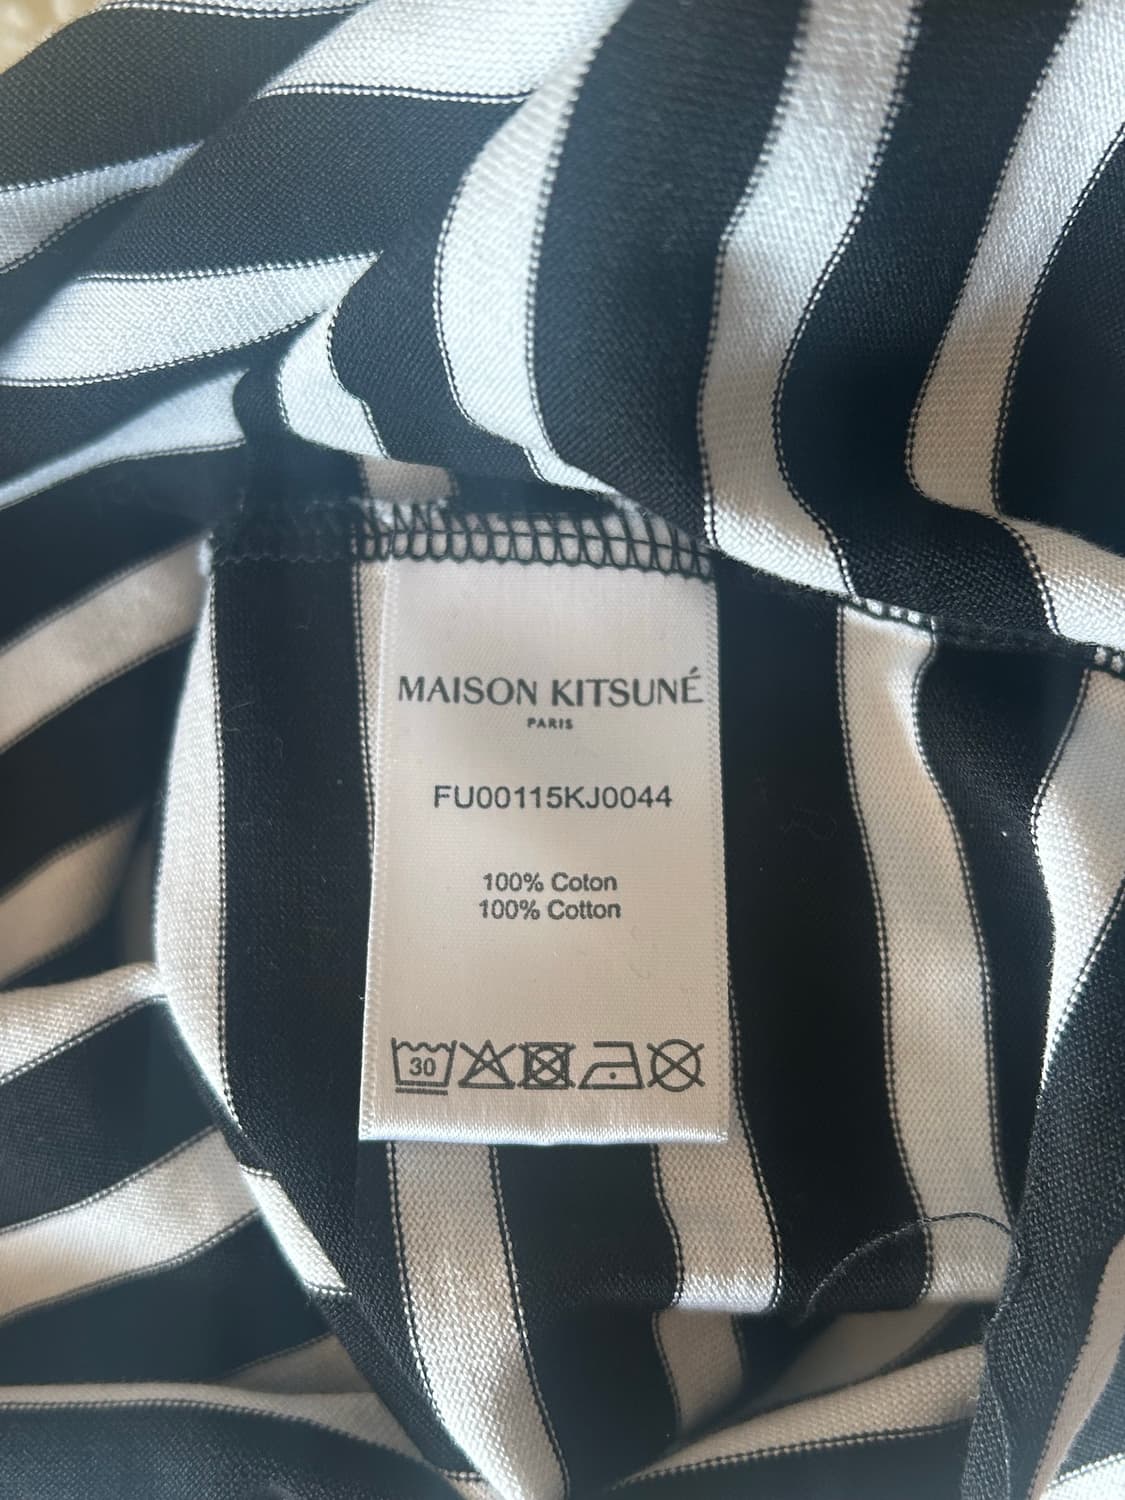 MAISON KITSUNÉ
PARIS
FU00115KJ0044
100% Coton
100% Cotton
30